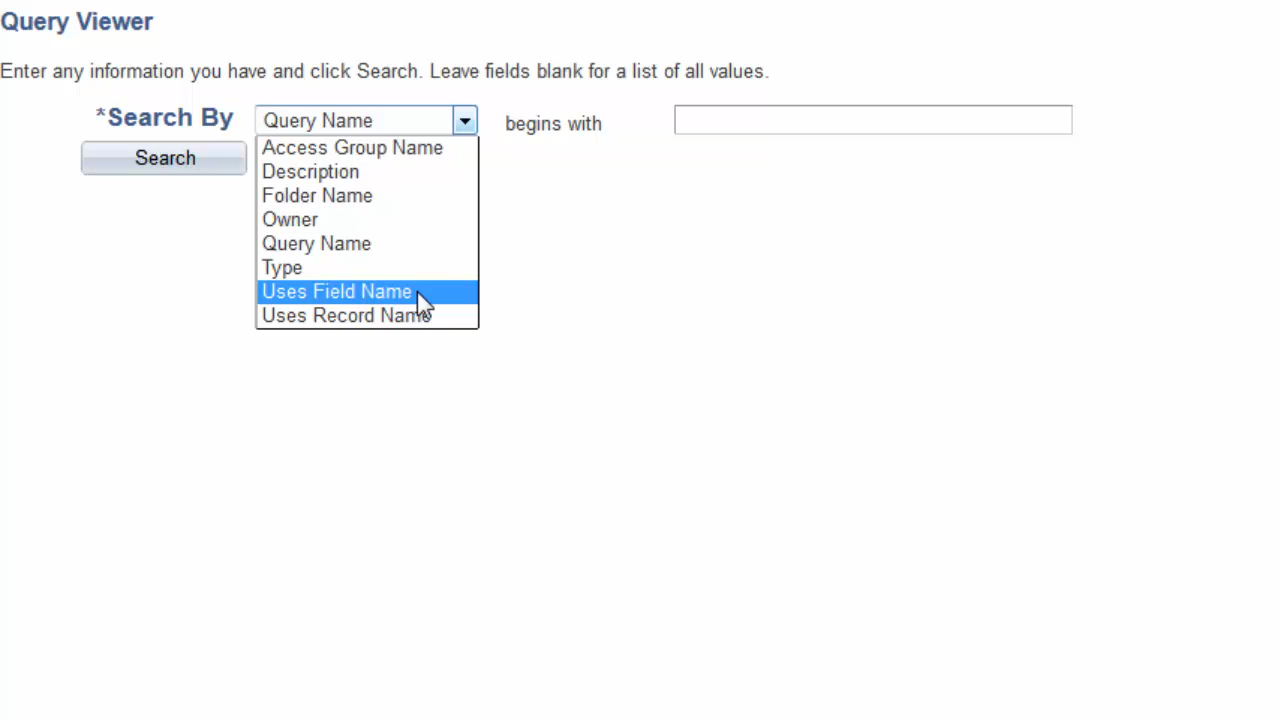 Query Viewer
Enter any information you have and click Search. Leave fields blank for a list of all values.
*Search By Query Name begins with
Search
Access Group Name
Description
Folder Name
Owner
Query Name
Type
Uses Field Name
Uses Record Name